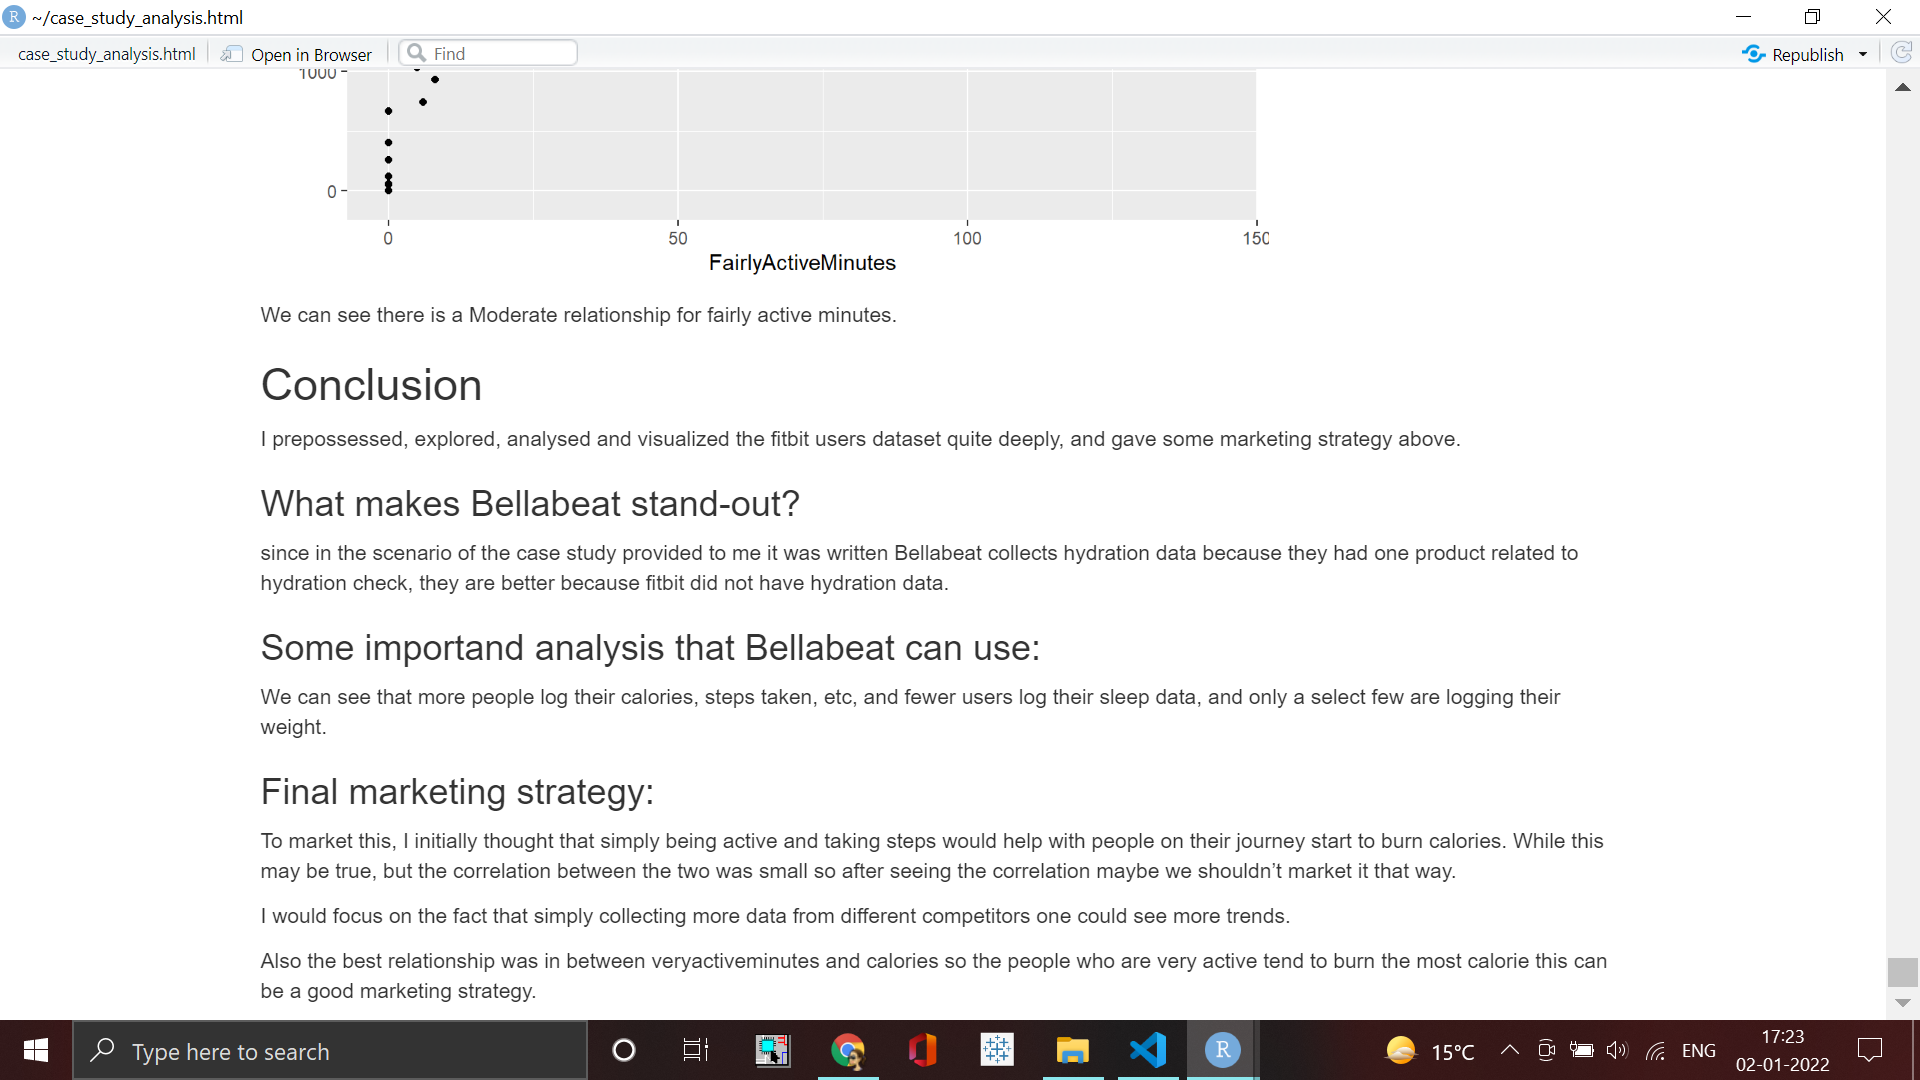 ~/case_study_analysis.html
case_study_analysis.html
Open in Browser
Find
Republish
1000
0
0
50
100
150
FairlyActiveMinutes
We can see there is a Moderate relationship for fairly active minutes.
Conclusion
I prepossessed, explored, analysed and visualized the fitbit users dataset quite deeply, and gave some marketing strategy above.
What makes Bellabeat stand-out?
since in the scenario of the case study provided to me it was written Bellabeat collects hydration data because they had one product related to
hydration check, they are better because fitbit did not have hydration data.
Some importand analysis that Bellabeat can use:
We can see that more people log their calories, steps taken, etc, and fewer users log their sleep data, and only a select few are logging their
weight.
Final marketing strategy:
To market this, I initially thought that simply being active and taking steps would help with people on their journey start to burn calories. While this
may be true, but the correlation between the two was small so after seeing the correlation maybe we shouldn’t market it that way.
I would focus on the fact that simply collecting more data from different competitors one could see more trends.
Also the best relationship was in between veryactiveminutes and calories so the people who are very active tend to burn the most calorie this can
be a good marketing strategy.
Type here to search
15°C
ENG
17:23
02-01-2022